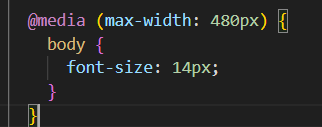 @media (max-width: 480px) {
  body {
    font-size: 14px;
  }
}